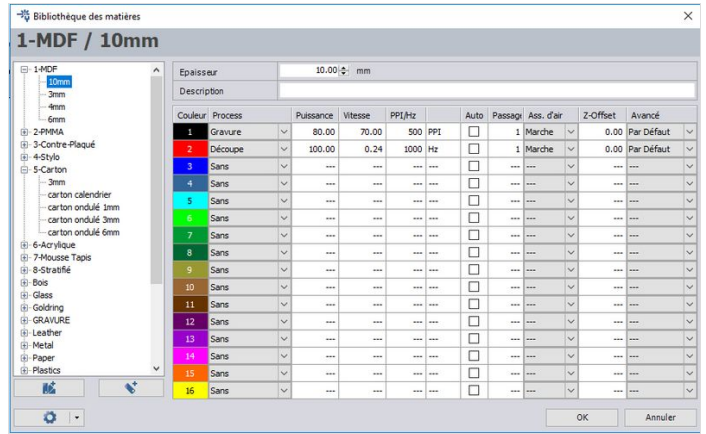 Bibliothèque des matières
1-MDF / 10mm
1-MDF
10mm
3mm
4mm
6mm
2-PMMA
3-Contre-Plaqué
4-Stylo
5-Carton
3mm
carton calendrier
carton ondulé 1mm
carton ondulé 3mm
carton ondulé 6mm
6-Acrylique
7-Mousse Tapis
8-Stratifié
Bois
Glass
Goldring
GRAVURE
Leather
Metal
Paper
Plastics
Epaisseur 10.00 mm
Description
Couleur Process Puissance Vitesse PPI/Hz Auto Passage Ass. d'air Z-Offset Avancé
1 Gravure 80.00 70.00 500 PPI 1 Marche 0.00 Par Défaut
2 Découpe 100.00 0.24 1000 Hz 1 Marche 0.00 Par Défaut
3 Sans --- --- --- --- --- --- --- ---
4 Sans --- --- --- --- --- --- --- ---
5 Sans --- --- --- --- --- --- --- ---
6 Sans --- --- --- --- --- --- --- ---
7 Sans --- --- --- --- --- --- --- ---
8 Sans --- --- --- --- --- --- --- ---
9 Sans --- --- --- --- --- --- --- ---
10 Sans --- --- --- --- --- --- --- ---
11 Sans --- --- --- --- --- --- --- ---
12 Sans --- --- --- --- --- --- --- ---
13 Sans --- --- --- --- --- --- --- ---
14 Sans --- --- --- --- --- --- --- ---
15 Sans --- --- --- --- --- --- --- ---
16 Sans --- --- --- --- --- --- --- ---
OK Annuler